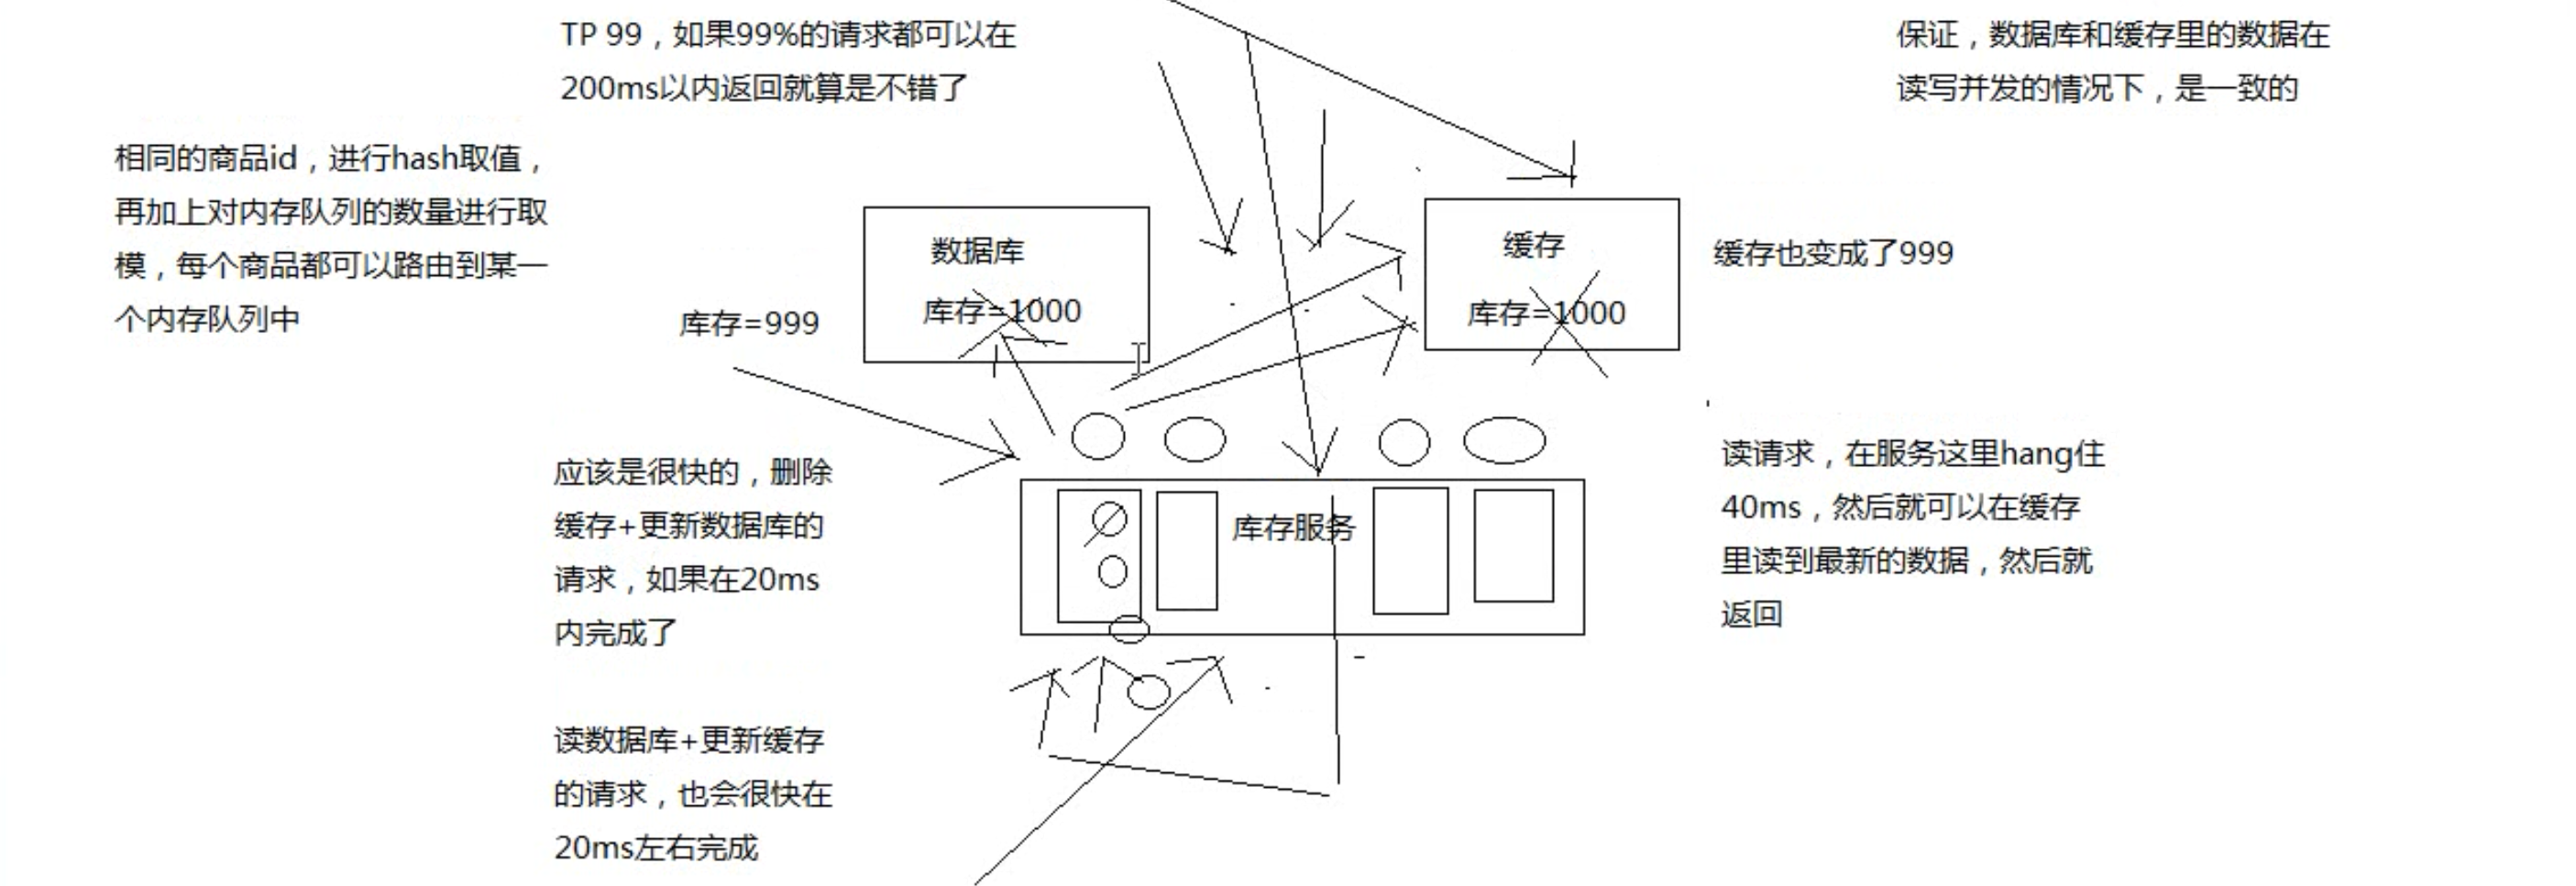 TP 99，如果99%的请求都可以在
200ms以内返回就算是不错了
保证，数据库和缓存里的数据在
读写并发的情况下，是一致的
相同的商品id，进行hash取值，
再加上对内存队列的数量进行取
模，每个商品都可以路由到某一
个内存队列中
数据库
库存=1000
库存=999
缓存
库存=1000
缓存也变成了999
应该是很快的，删除
缓存+更新数据库的
请求，如果在20ms
内完成了
库存服务
读请求，在服务这里hang住
40ms，然后就可以在缓存
里读到最新的数据，然后就
返回
读数据库+更新缓存
的请求，也会很快在
20ms左右完成